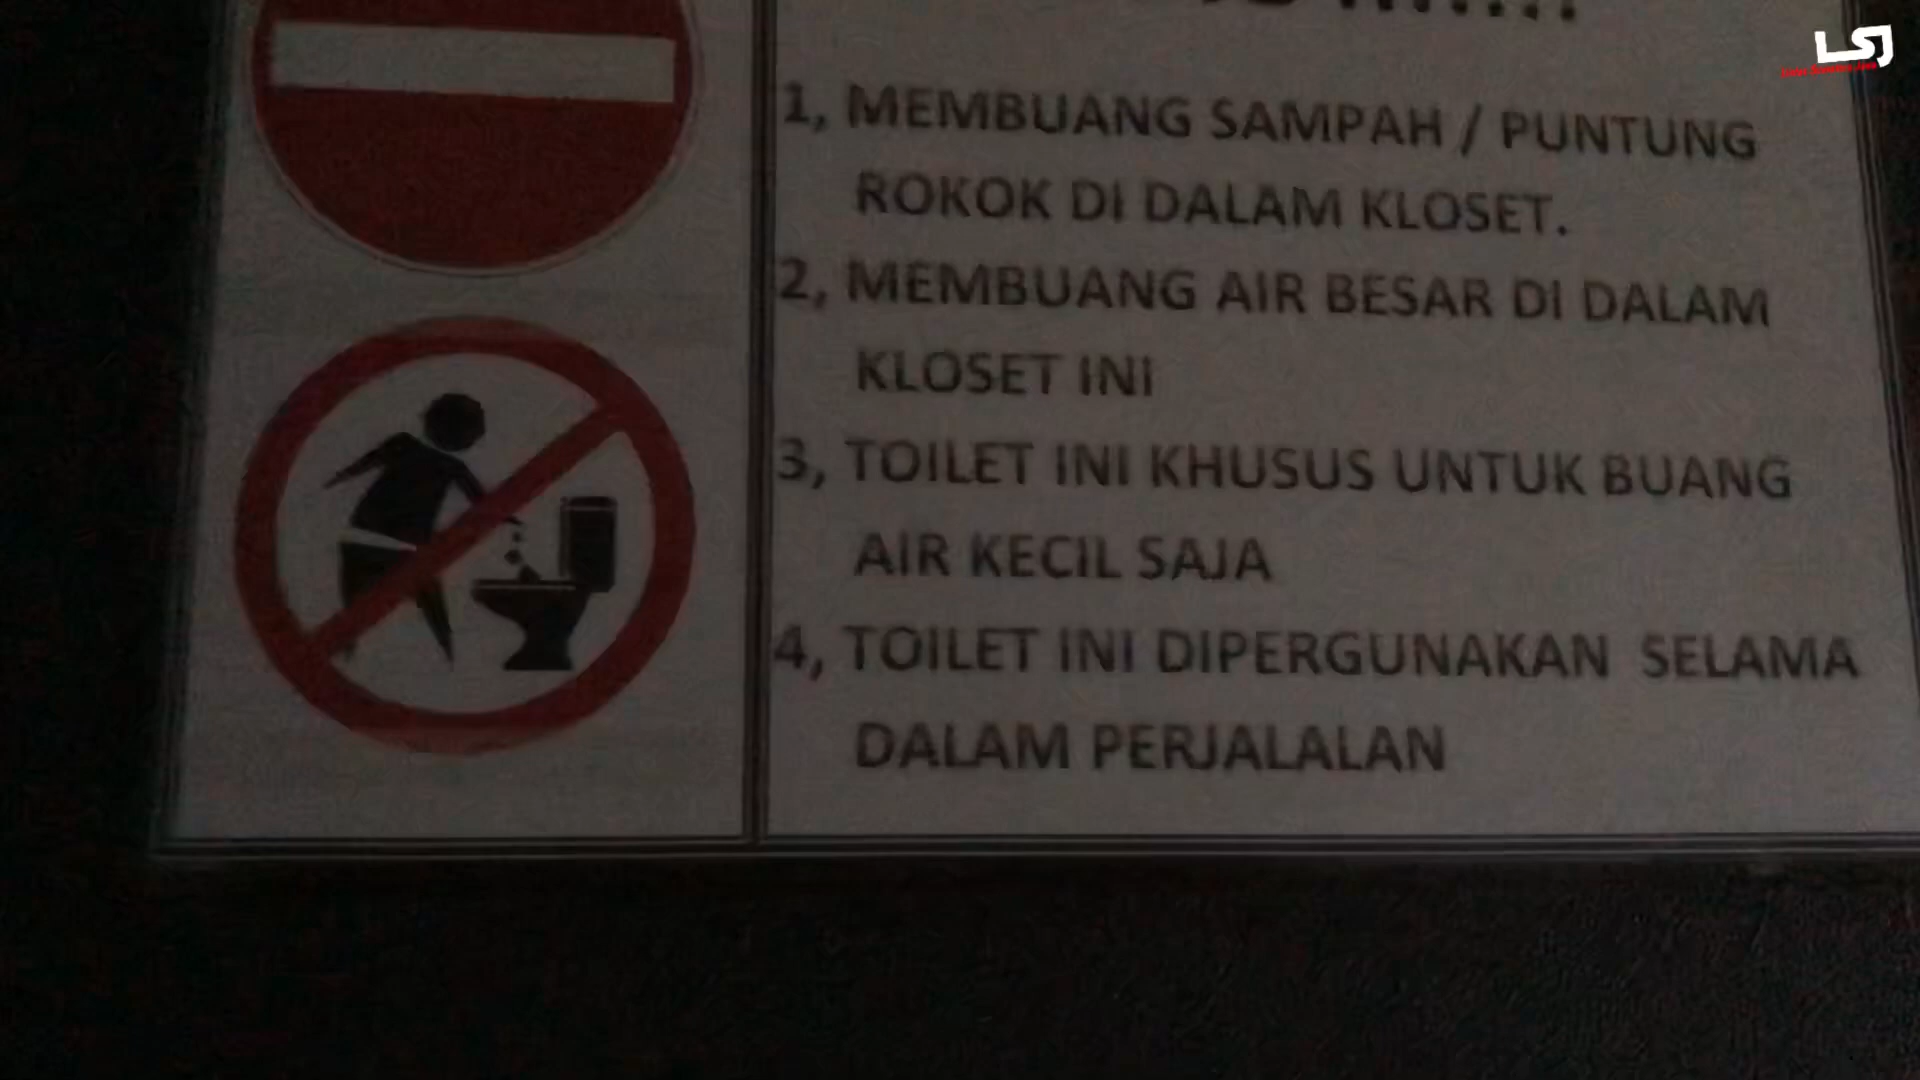 1, MEMBUANG SAMPAH / PUNTUNG
ROKOK DI DALAM KLOSET.
2, MEMBUANG AIR BESAR DI DALAM
KLOSET INI
3, TOILET INI KHUSUS UNTUK BUANG
AIR KECIL SAJA
4, TOILET INI DIPERGUNAKAN SELAMA
DALAM PERJALALAN